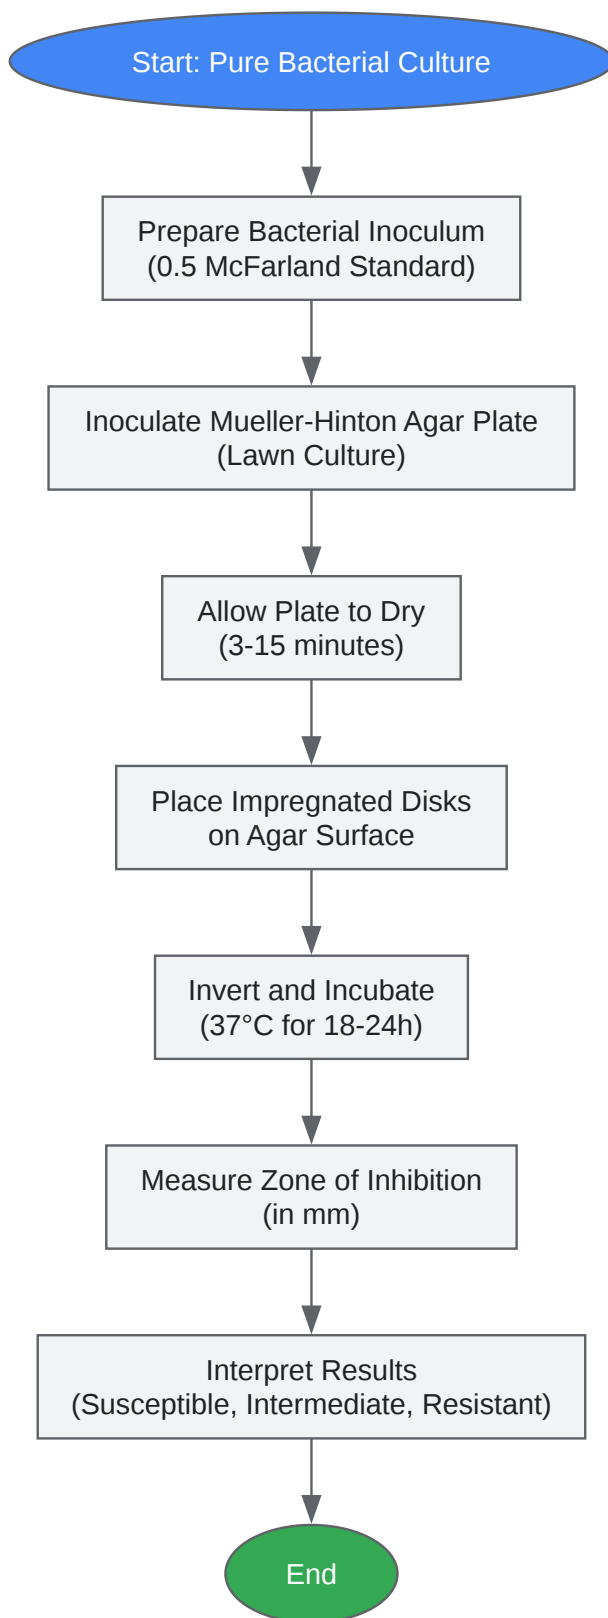 Start: Pure Bacterial Culture
Prepare Bacterial Inoculum
(0.5 McFarland Standard)
Inoculate Mueller-Hinton Agar Plate
(Lawn Culture)
Allow Plate to Dry
(3-15 minutes)
Place Impregnated Disks
on Agar Surface
Invert and Incubate
(37°C for 18-24h)
Measure Zone of Inhibition
(in mm)
Interpret Results
(Susceptible, Intermediate, Resistant)
End